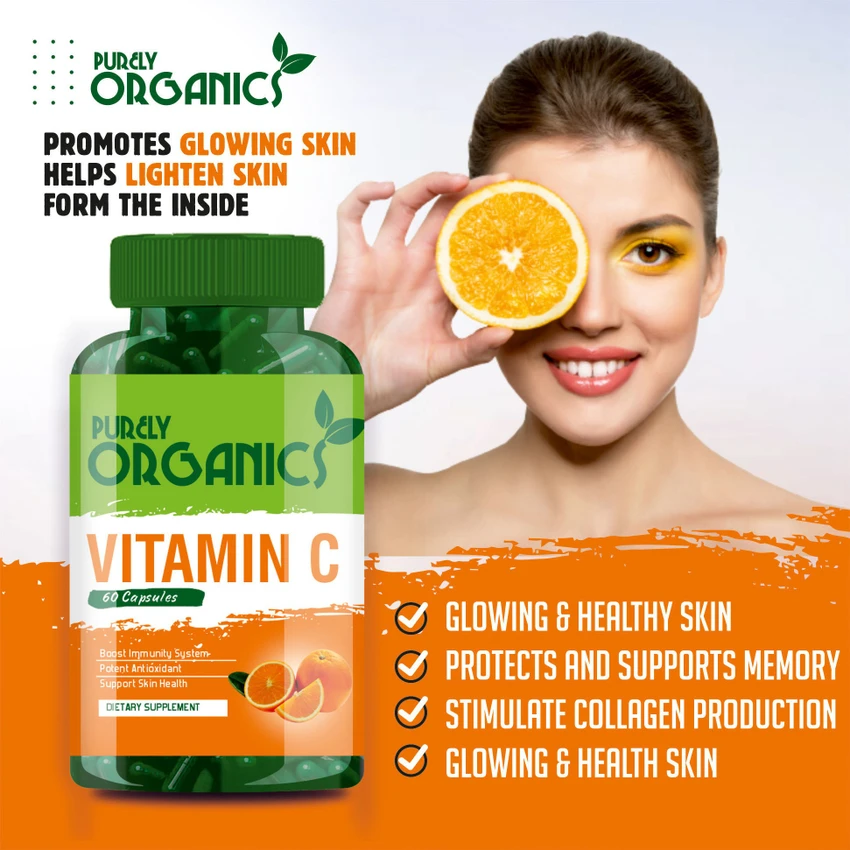 PURELY
ORGANICS
PROMOTES GLOWING SKIN
HELPS LIGHTEN SKIN
FORM THE INSIDE
PURELY
ORGANICS
VITAMIN C
60 Capsules
Boost Immunity System
Potent Antioxidant
Support Skin Health
DIETARY SUPPLEMENT
GLOWING & HEALTHY SKIN
PROTECTS AND SUPPORTS MEMORY
STIMULATE COLLAGEN PRODUCTION
GLOWING & HEALTH SKIN